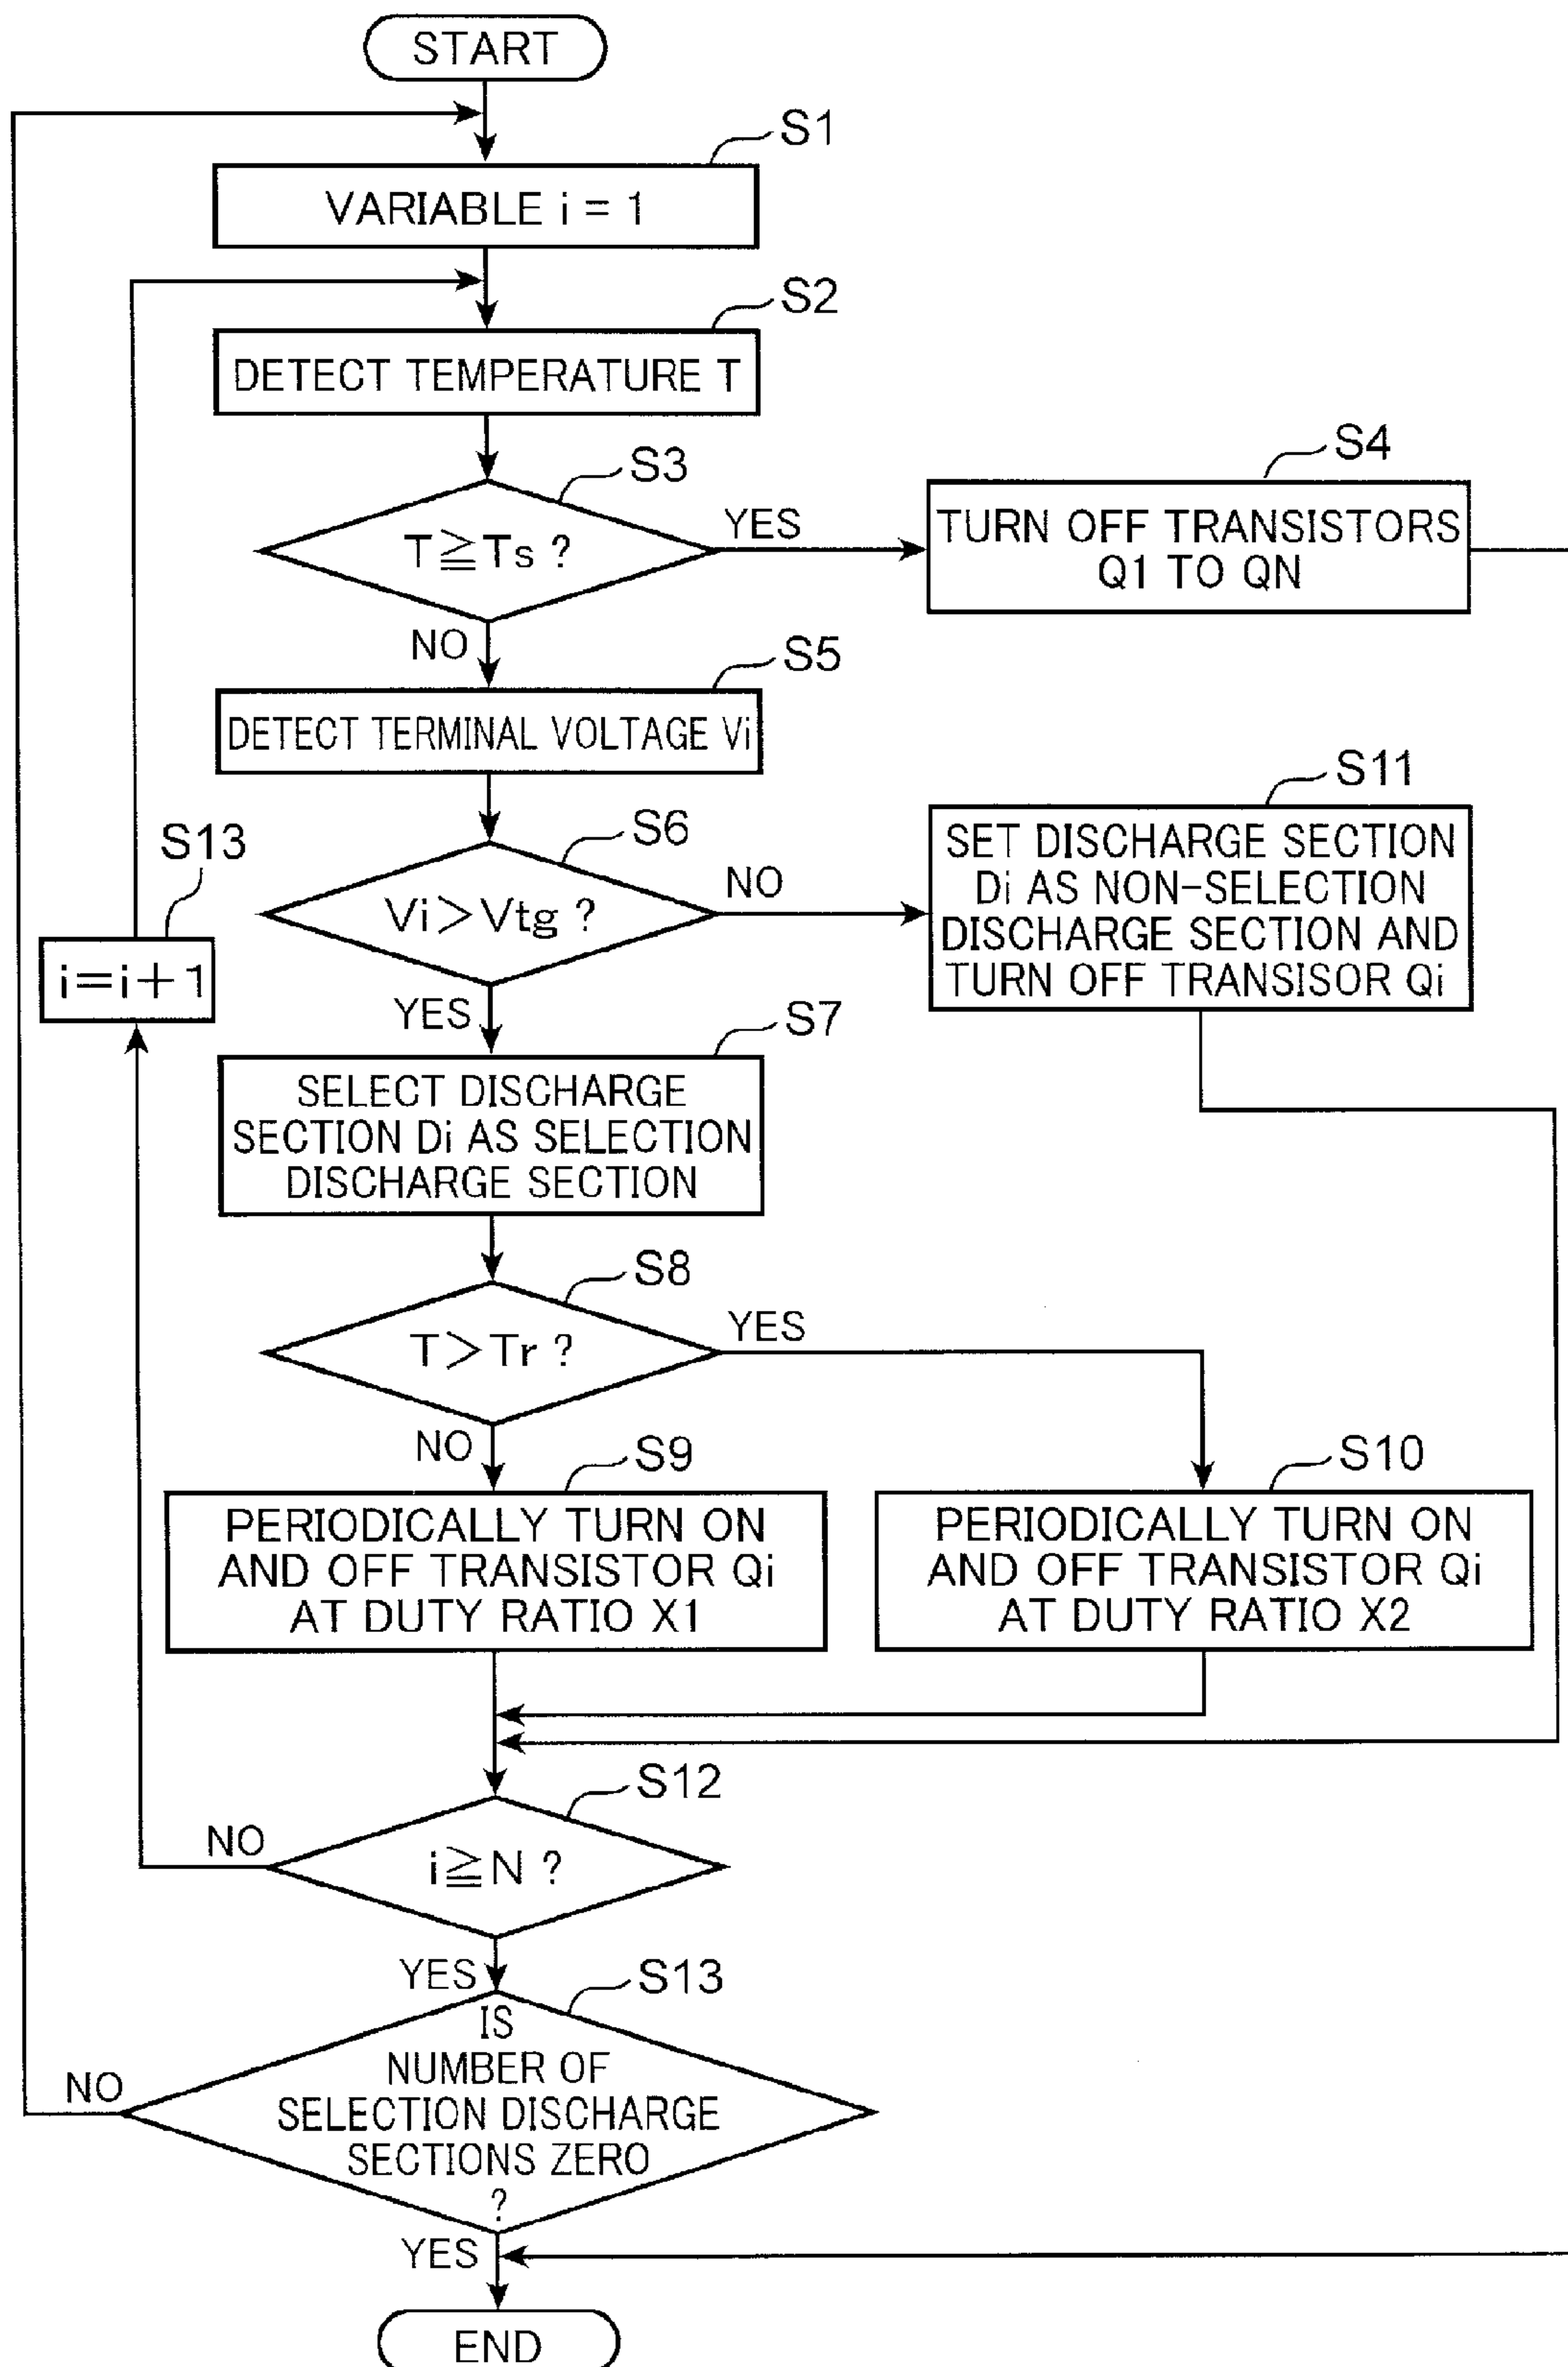 START
S1
VARIABLE i = 1
S2
DETECT TEMPERATURE T
S3
T≧Ts ?
YES
NO
S4
TURN OFF TRANSISTORS
Q1 TO QN
S5
DETECT TERMINAL VOLTAGE Vi
S6
Vi>Vtg ?
NO
YES
S11
SET DISCHARGE SECTION
Di AS NON-SELECTION
DISCHARGE SECTION AND
TURN OFF TRANSISOR Qi
S13
i=i+1
S7
SELECT DISCHARGE
SECTION Di AS SELECTION
DISCHARGE SECTION
S8
T>Tr ?
YES
NO
S9
PERIODICALLY TURN ON
AND OFF TRANSISTOR Qi
AT DUTY RATIO X1
S10
PERIODICALLY TURN ON
AND OFF TRANSISTOR Qi
AT DUTY RATIO X2
S12
i≧N ?
NO
YES
S13
IS
NUMBER OF
SELECTION DISCHARGE
SECTIONS ZERO
?
NO
YES
END